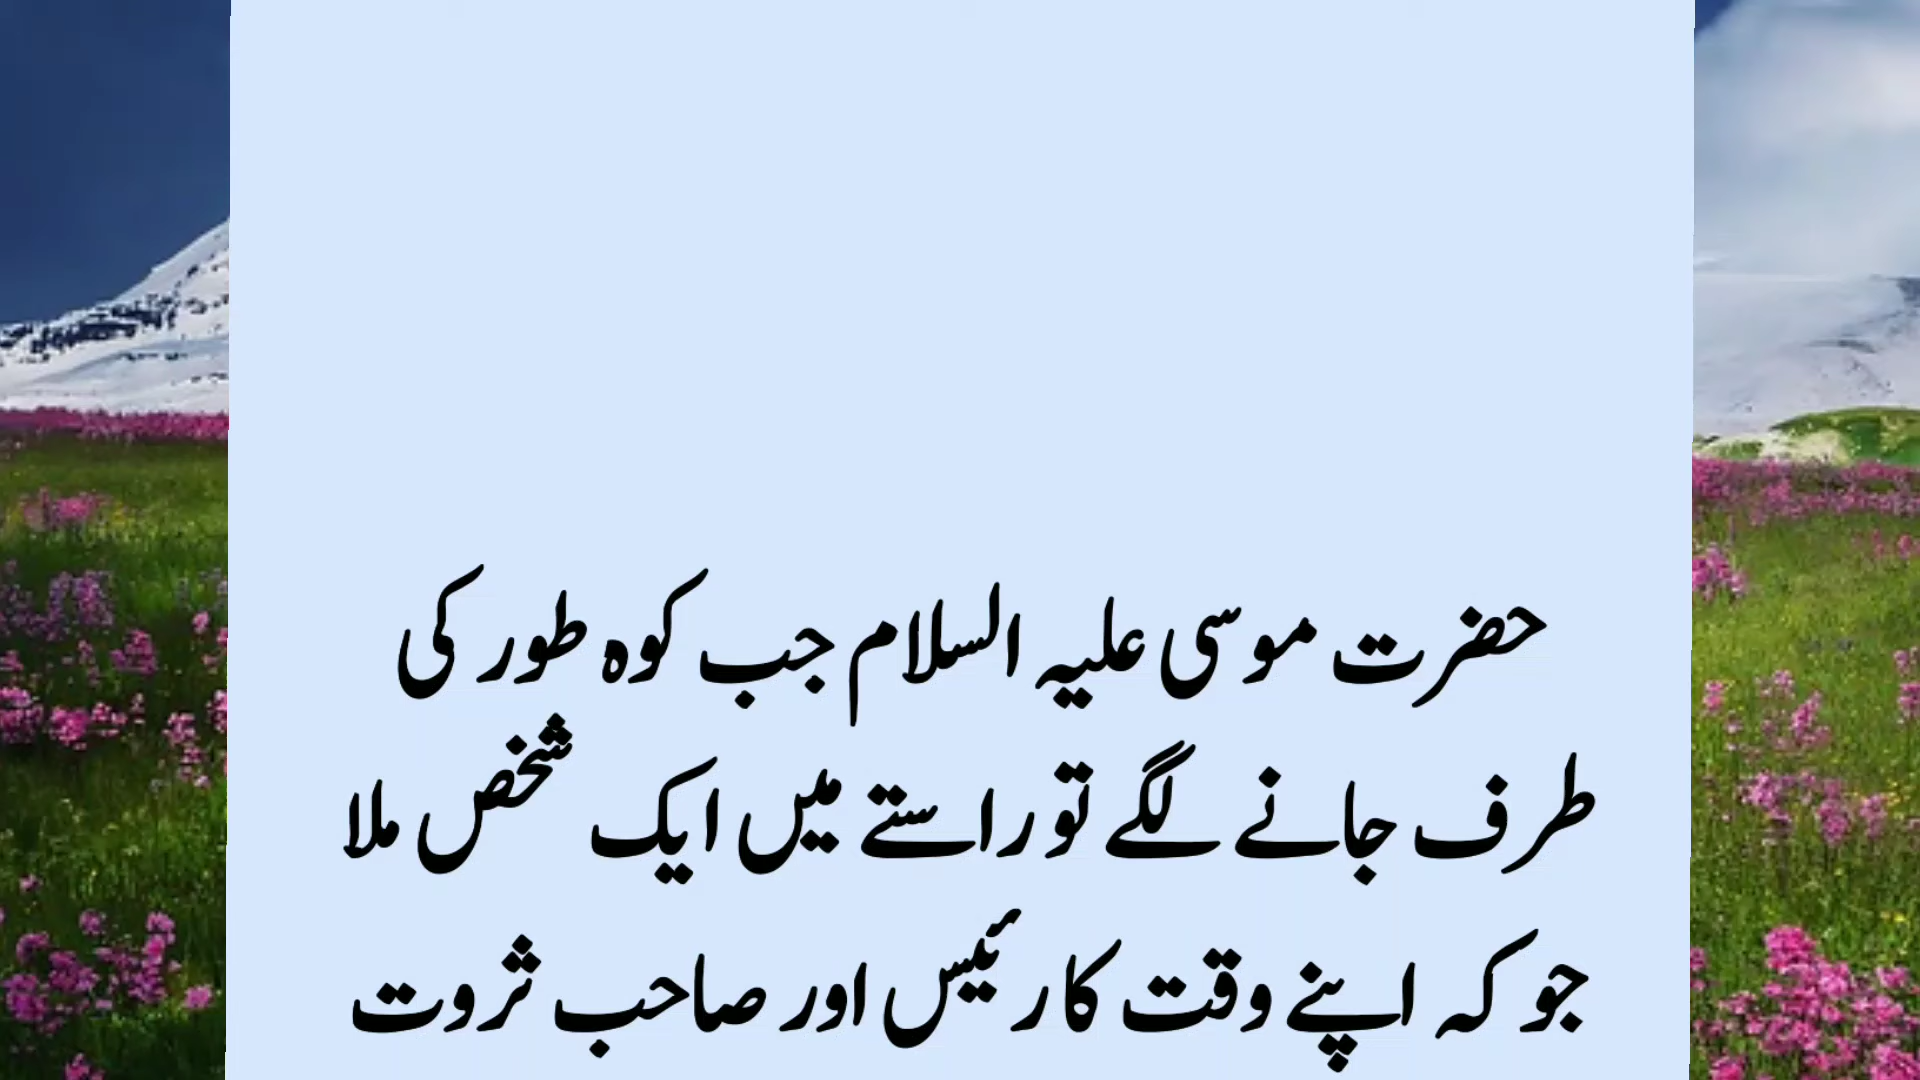 حضرت موسی علیہ السلام جب کوہ طور کی
طرف جانے لگے تو راستے میں ایک شخص ملا
جو کہ اپنے وقت کا رئیس اور صاحب ثروت